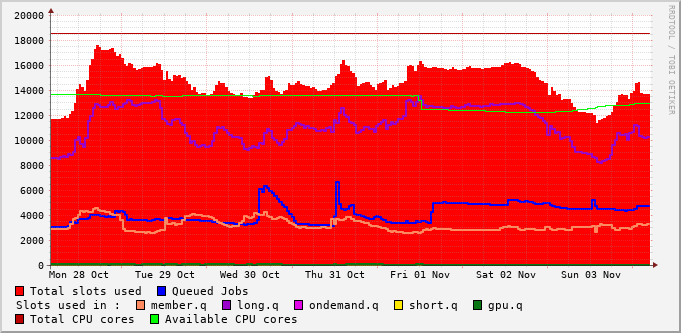 20000
18000
16000
14000
12000
10000
8000
6000
4000
2000
0
Mon 28 Oct Tue 29 Oct Wed 30 Oct Thu 31 Oct Fri 01 Nov Sat 02 Nov Sun 03 Nov
RRDTOOL / TOBI OETIKER
Total slots used Queued Jobs
Slots used in : member.q long.q ondemand.q short.q gpu.q
Total CPU cores Available CPU cores